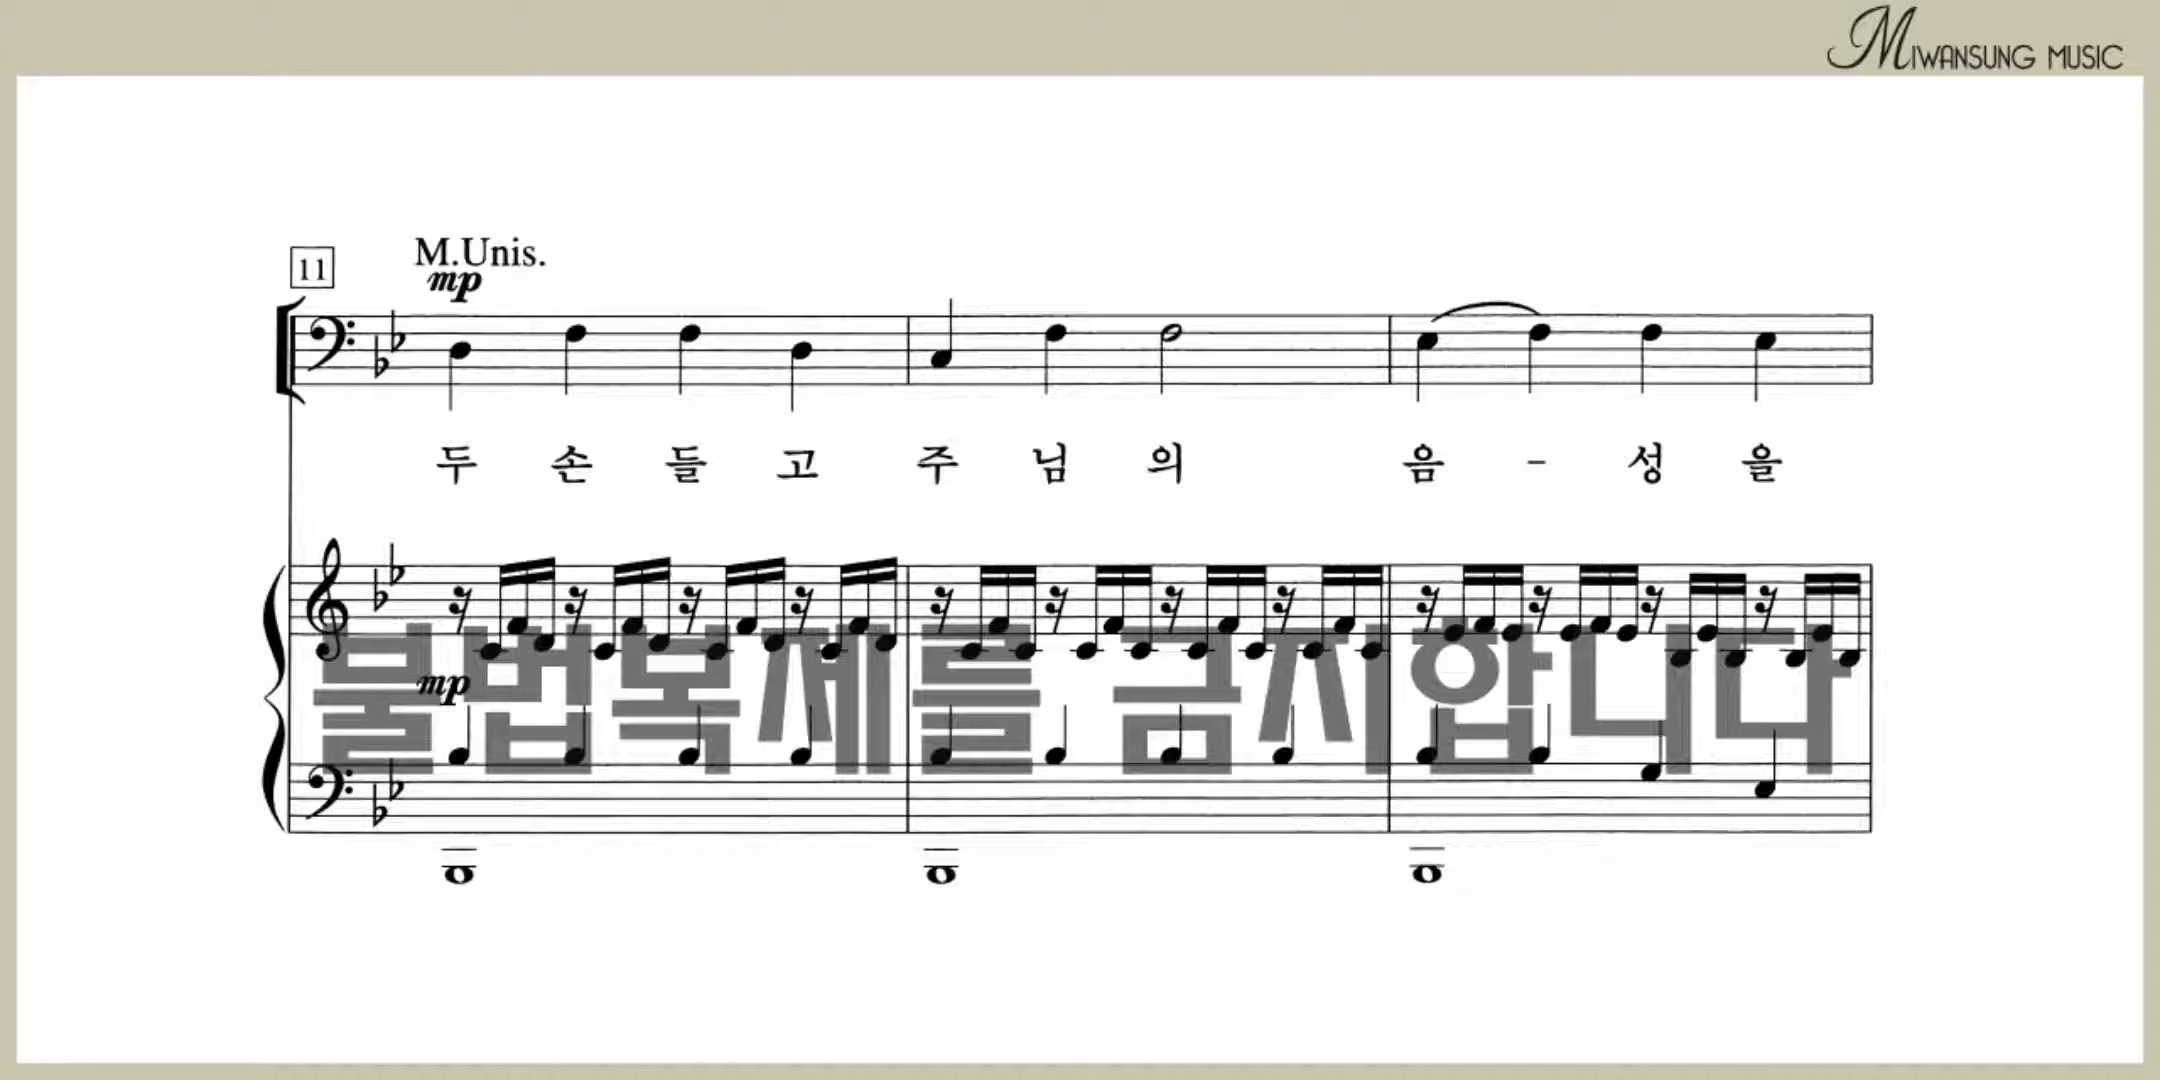 MIWANSUNG MUSIC
11
M.Unis.
mp
두 손 들 고 주 님 의 음 - 성 을
mp
불법복제를 금지합니다